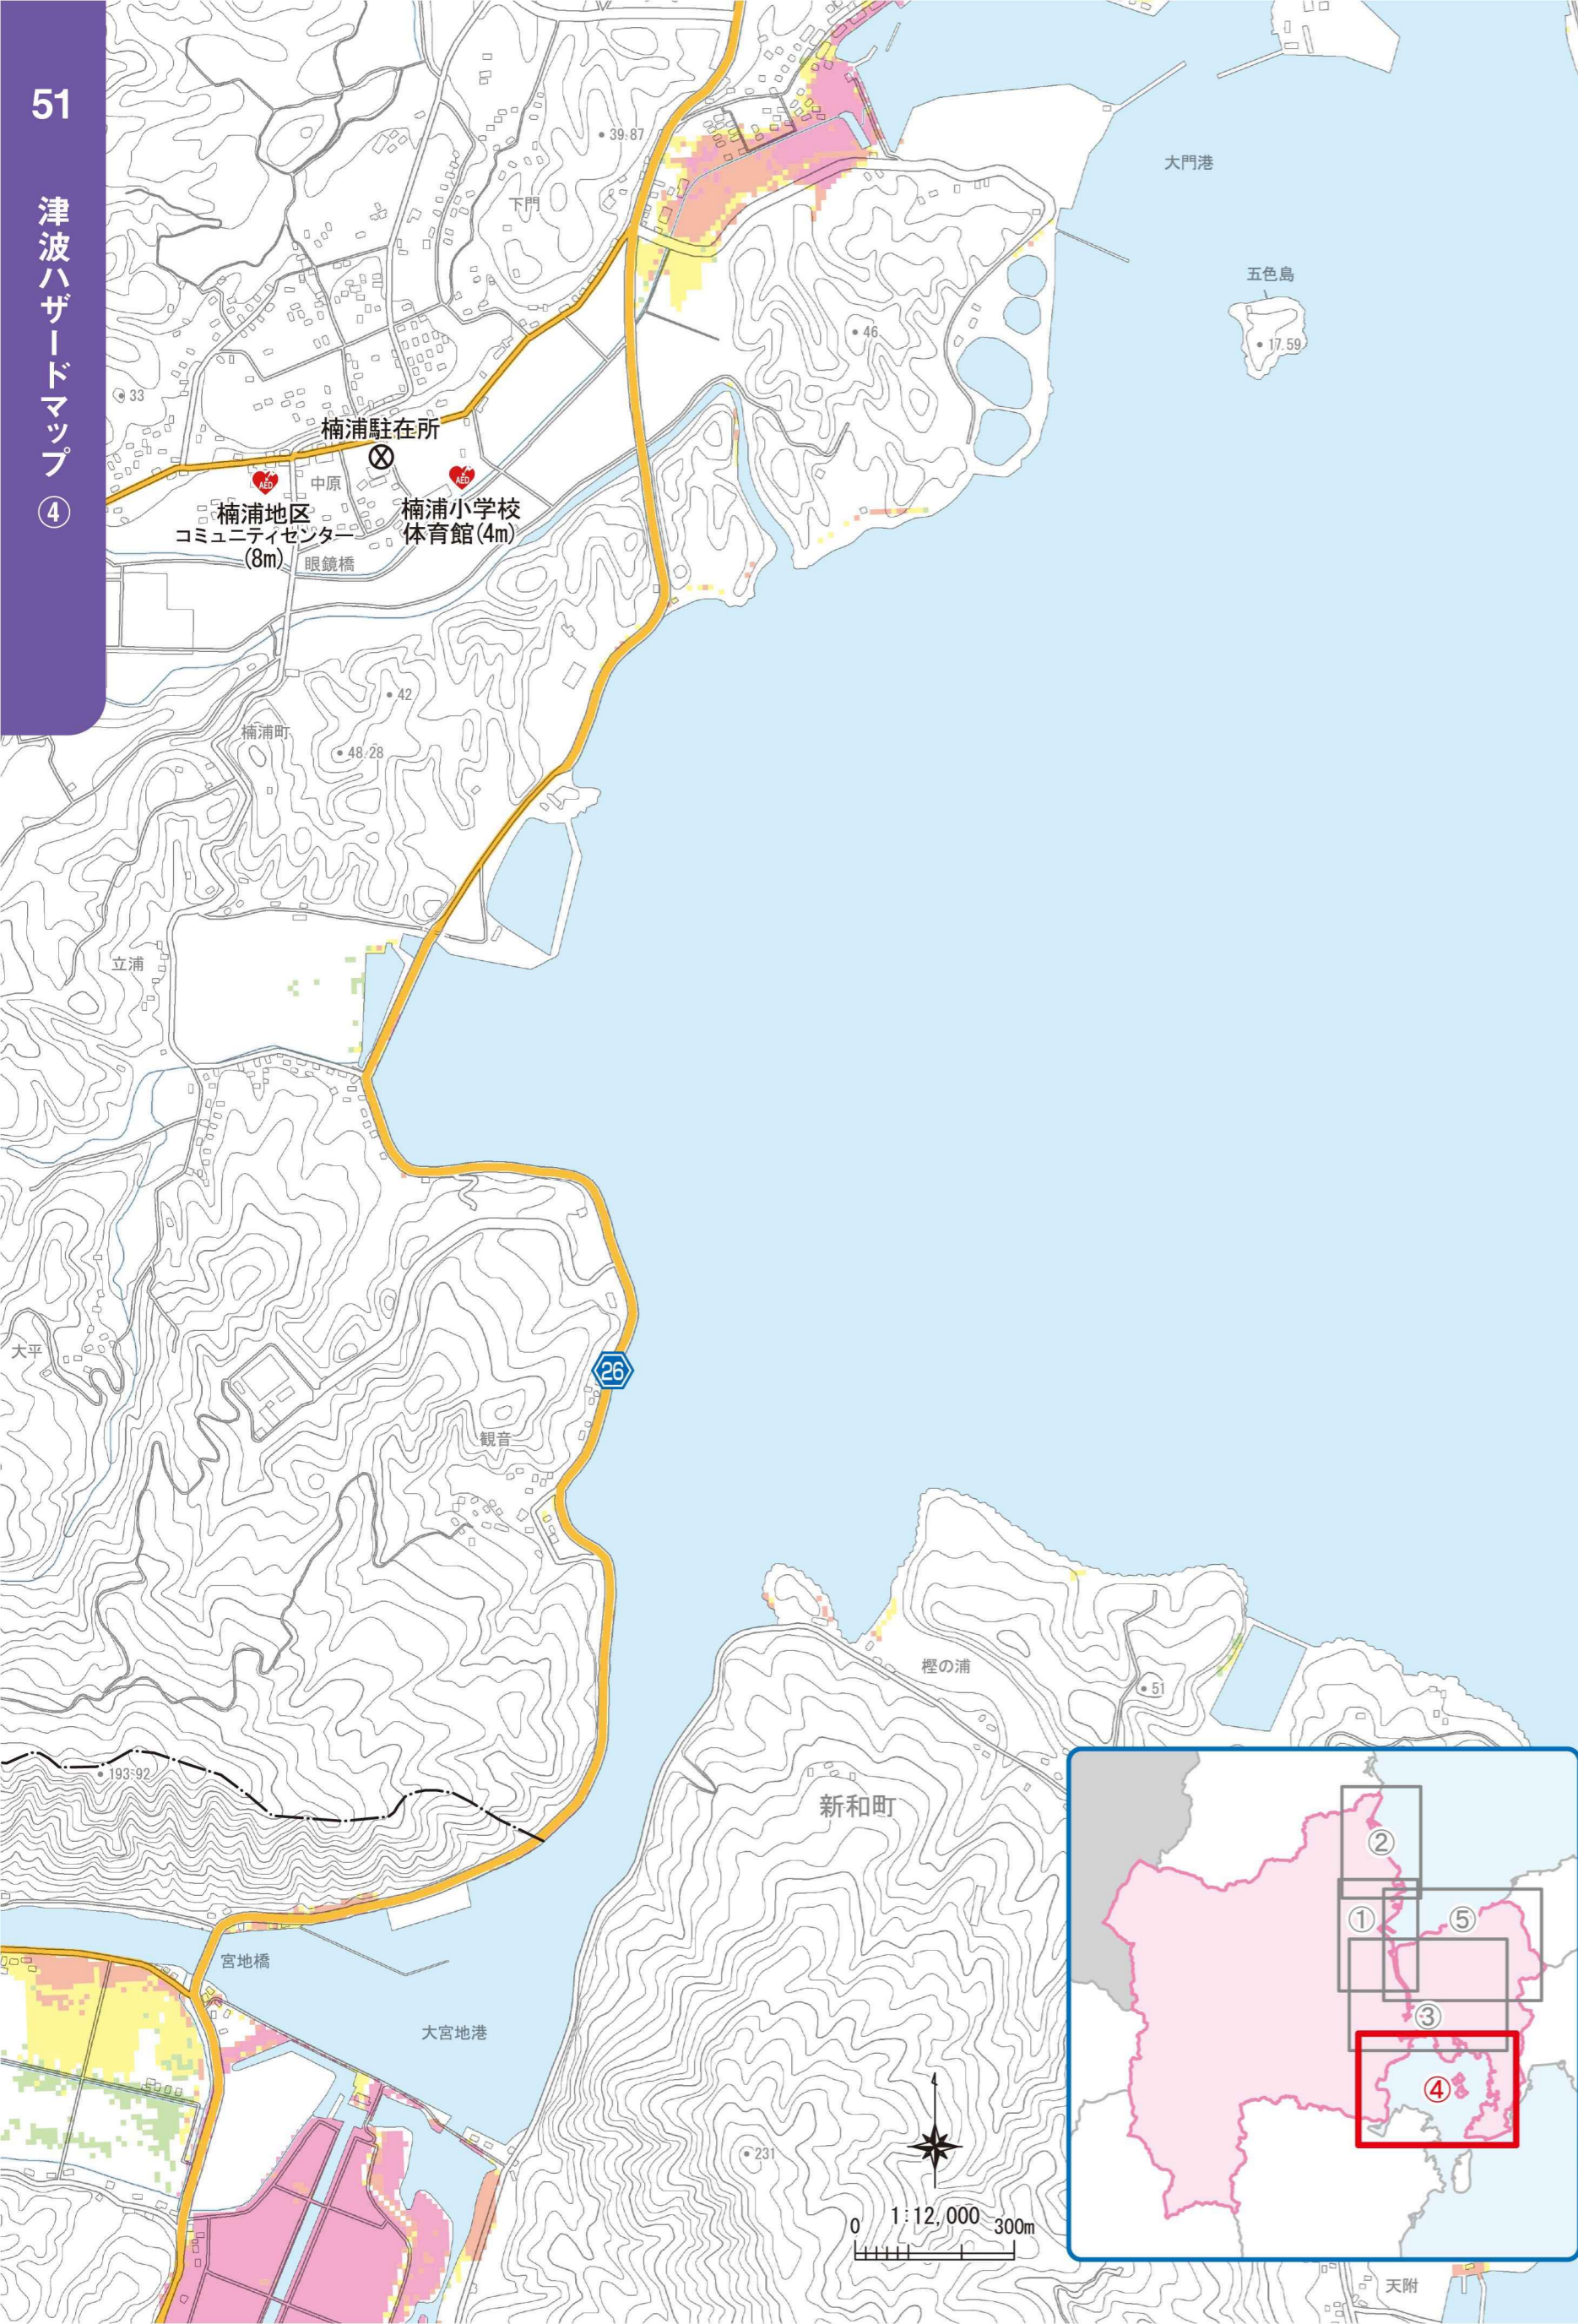 51
津波ハザードマップ ④
39.87
大門港
下門
五色島
17.59
46
33
楠浦駐在所
AED
AED
中原
楠浦地区
コミュニティセンター
(8m)
楠浦小学校
体育館(4m)
眼鏡橋
42
楠浦町
48.28
立浦
大平
26
観音
樫の浦
51
193.92
新和町
②
①
⑤
③
④
宮地橋
大宮地港
231
1:12,000
0
300m
天附